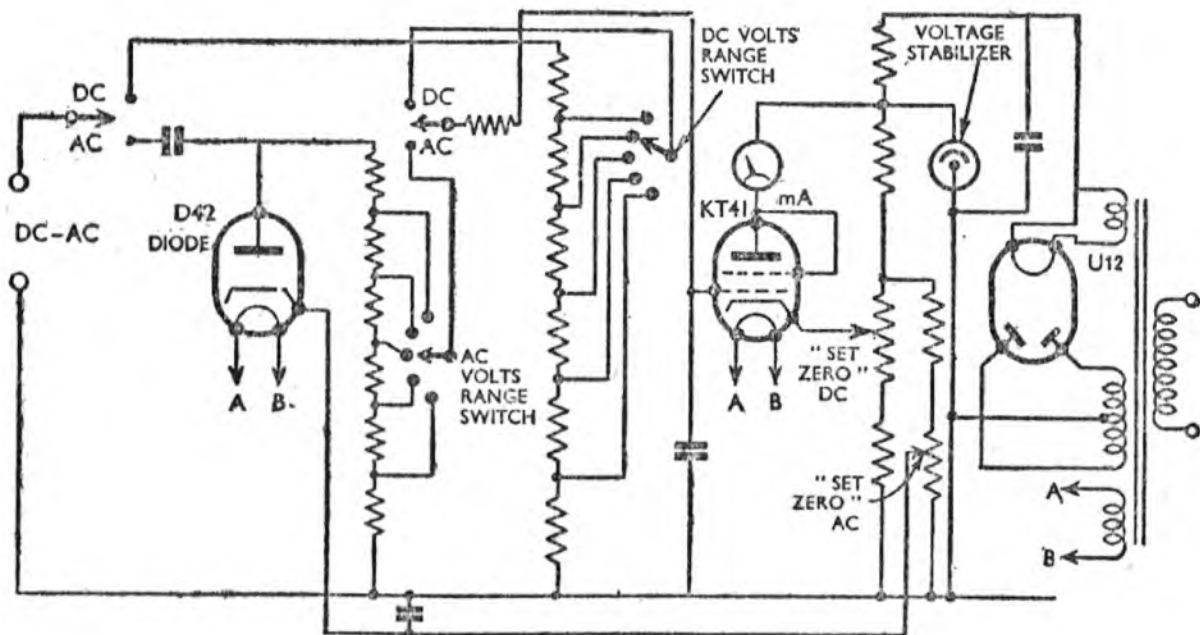 DC
AC
DC-AC
D42
DIODE
A
B.
DC
AC
AC
VOLTS
RANGE
SWITCH
DC VOLTS'
RANGE
SWITCH
KT41
mA
A
B
"SET
ZERO"
DC
"SET
ZERO"
AC
VOLTAGE
STABILIZER
U12
A
B